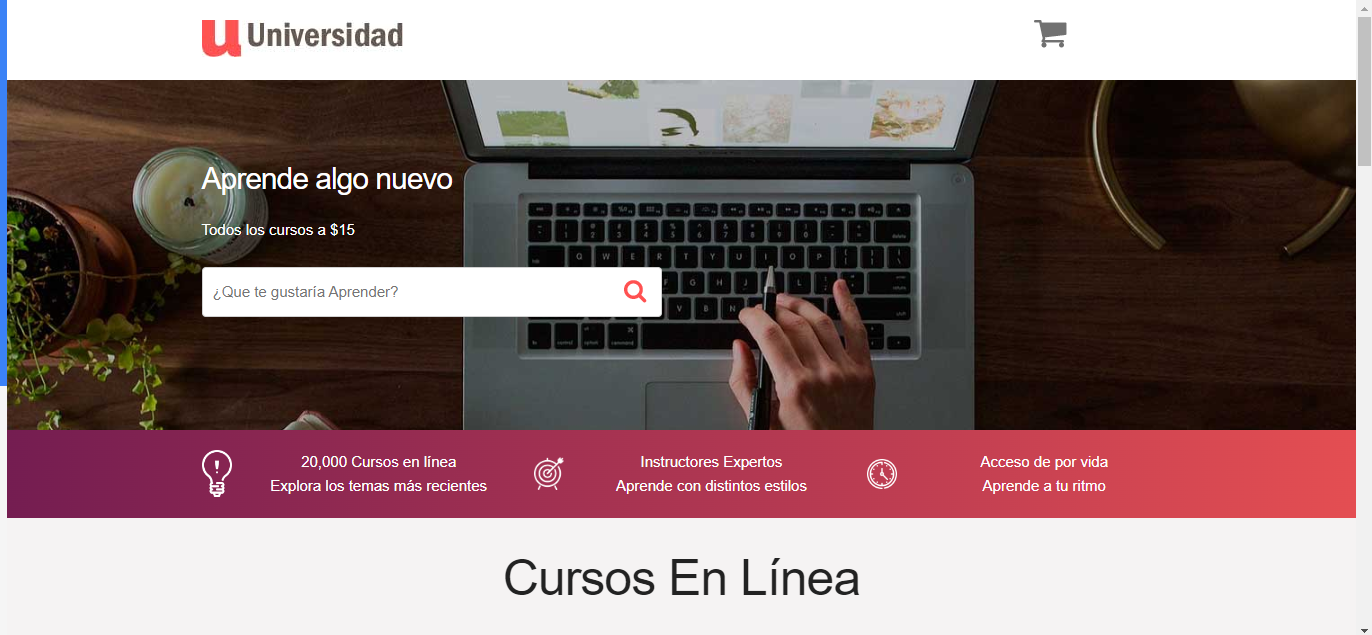 u Universidad
Aprende algo nuevo
Todos los cursos a $15
¿Que te gustaría Aprender?
20,000 Cursos en línea
Explora los temas más recientes
Instructores Expertos
Aprende con distintos estilos
Acceso de por vida
Aprende a tu ritmo
Cursos En Línea